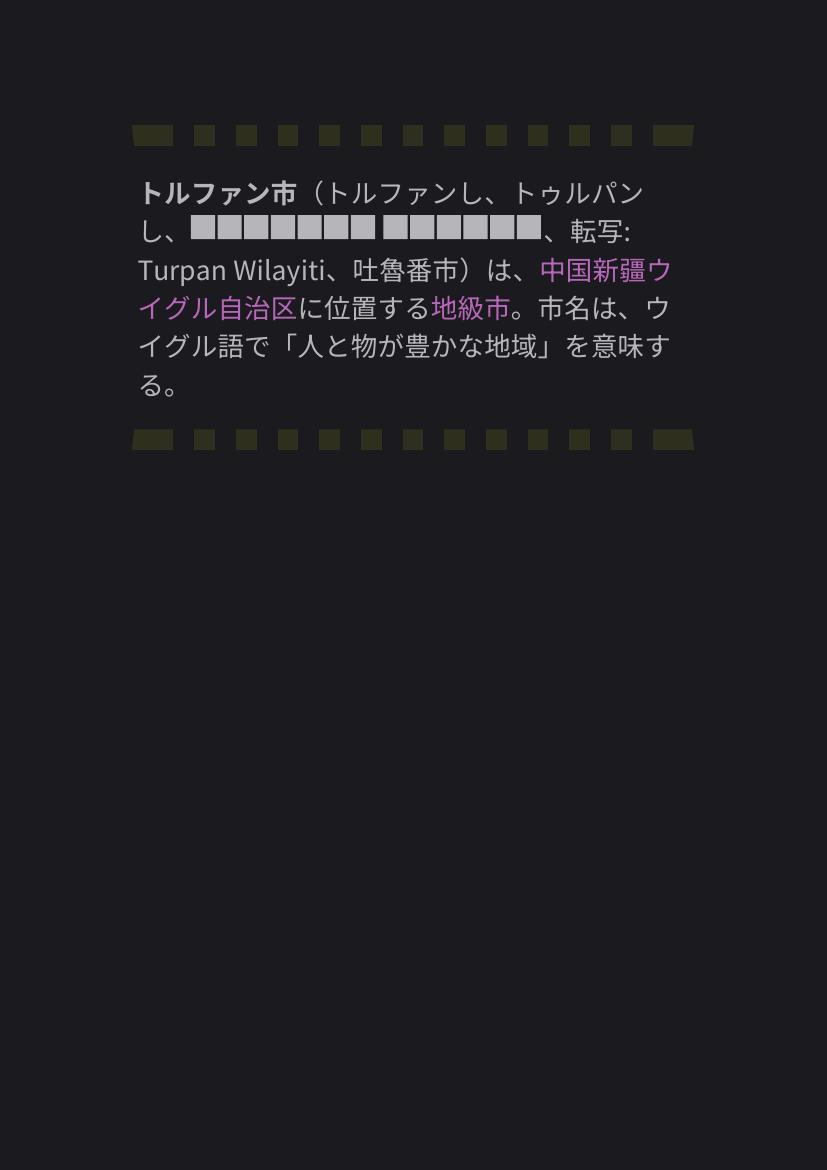 トルファン市（トルファンし、トゥルパン
し、、転写:
Turpan Wilayiti、吐魯番市）は、中国新疆ウ
イグル自治区に位置する地級市。市名は、ウ
イグル語で「人と物が豊かな地域」を意味す
る。